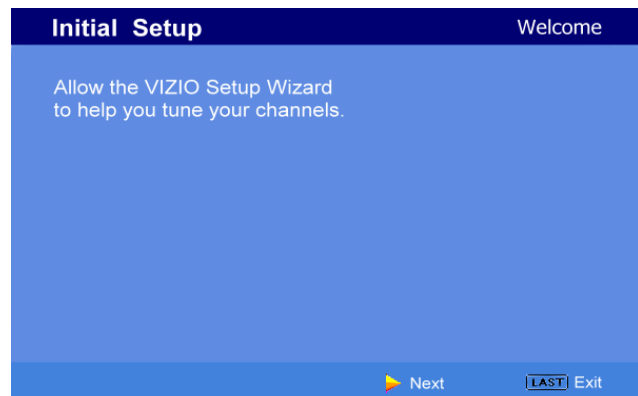 Initial Setup Welcome
Allow the VIZIO Setup Wizard
to help you tune your channels.
Next LAST Exit